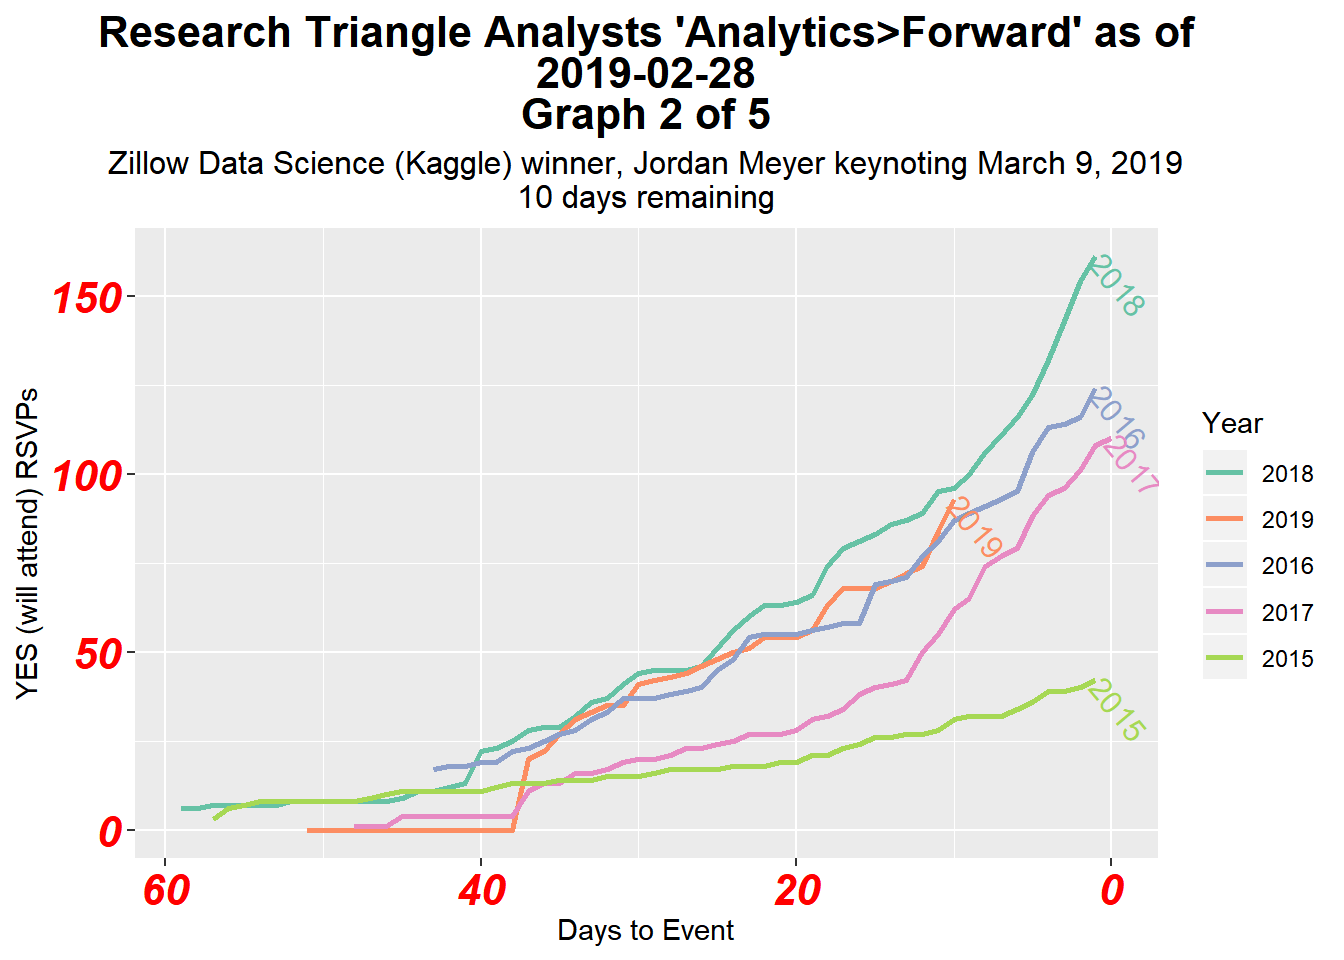 Research Triangle Analysts 'Analytics>Forward' as of
2019-02-28
Graph 2 of 5
Zillow Data Science (Kaggle) winner, Jordan Meyer keynoting March 9, 2019
10 days remaining
YES (will attend) RSVPs
150
100
50
0
2018
2016
2017
2019
2015
60
40
20
0
Days to Event
Year
2018
2019
2016
2017
2015